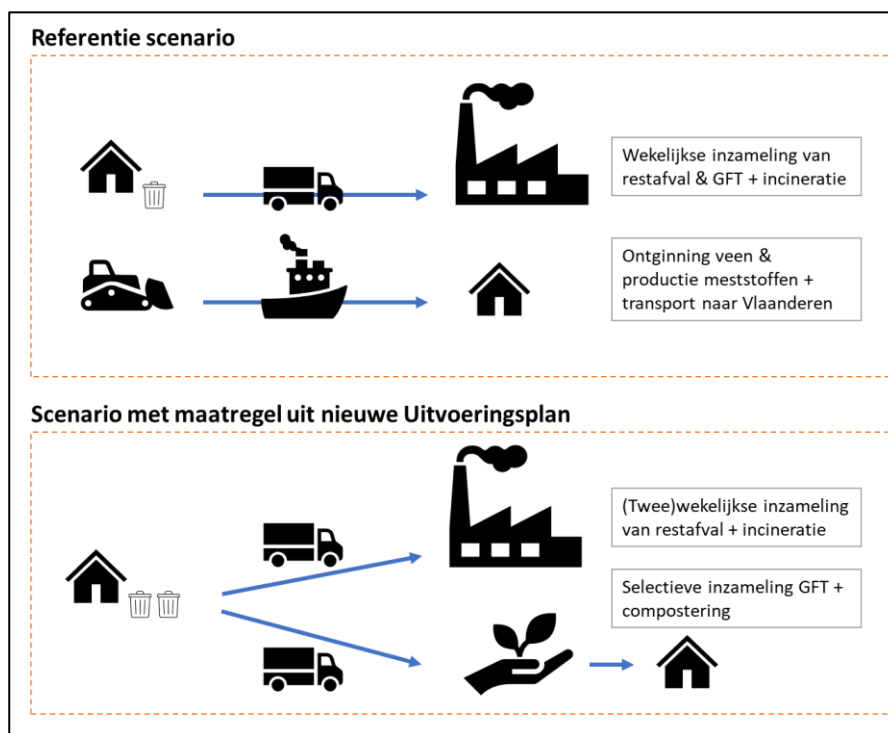 Referentie scenario
Wekelijkse inzameling van
restafval & GFT + incineratie
Ontginning veen &
productie meststoffen +
transport naar Vlaanderen
Scenario met maatregel uit nieuwe Uitvoeringsplan
(Twee)wekelijkse inzameling
van restafval + incineratie
Selectieve inzameling GFT +
compostering